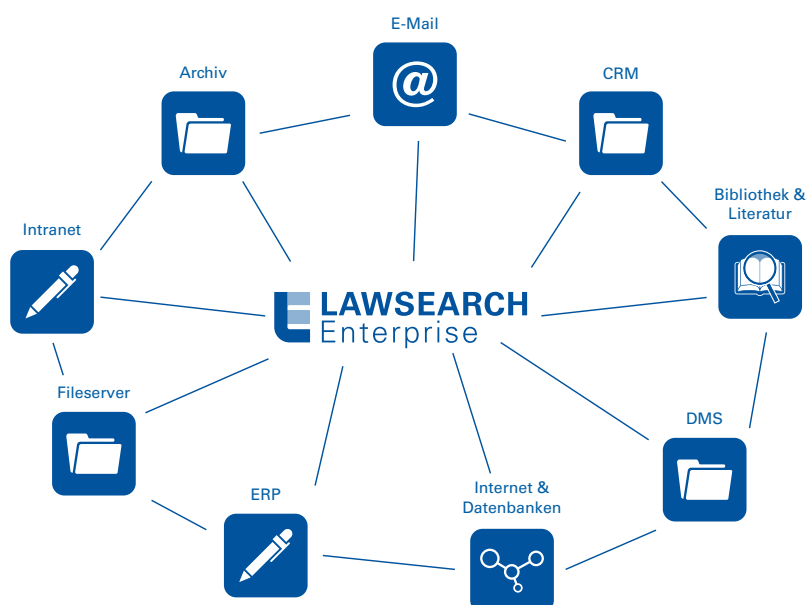 E-Mail
Archiv
CRM
Bibliothek &
Literatur
Intranet
@
LAWSEARCH
Enterprise
Fileserver
DMS
ERP
Internet &
Datenbanken